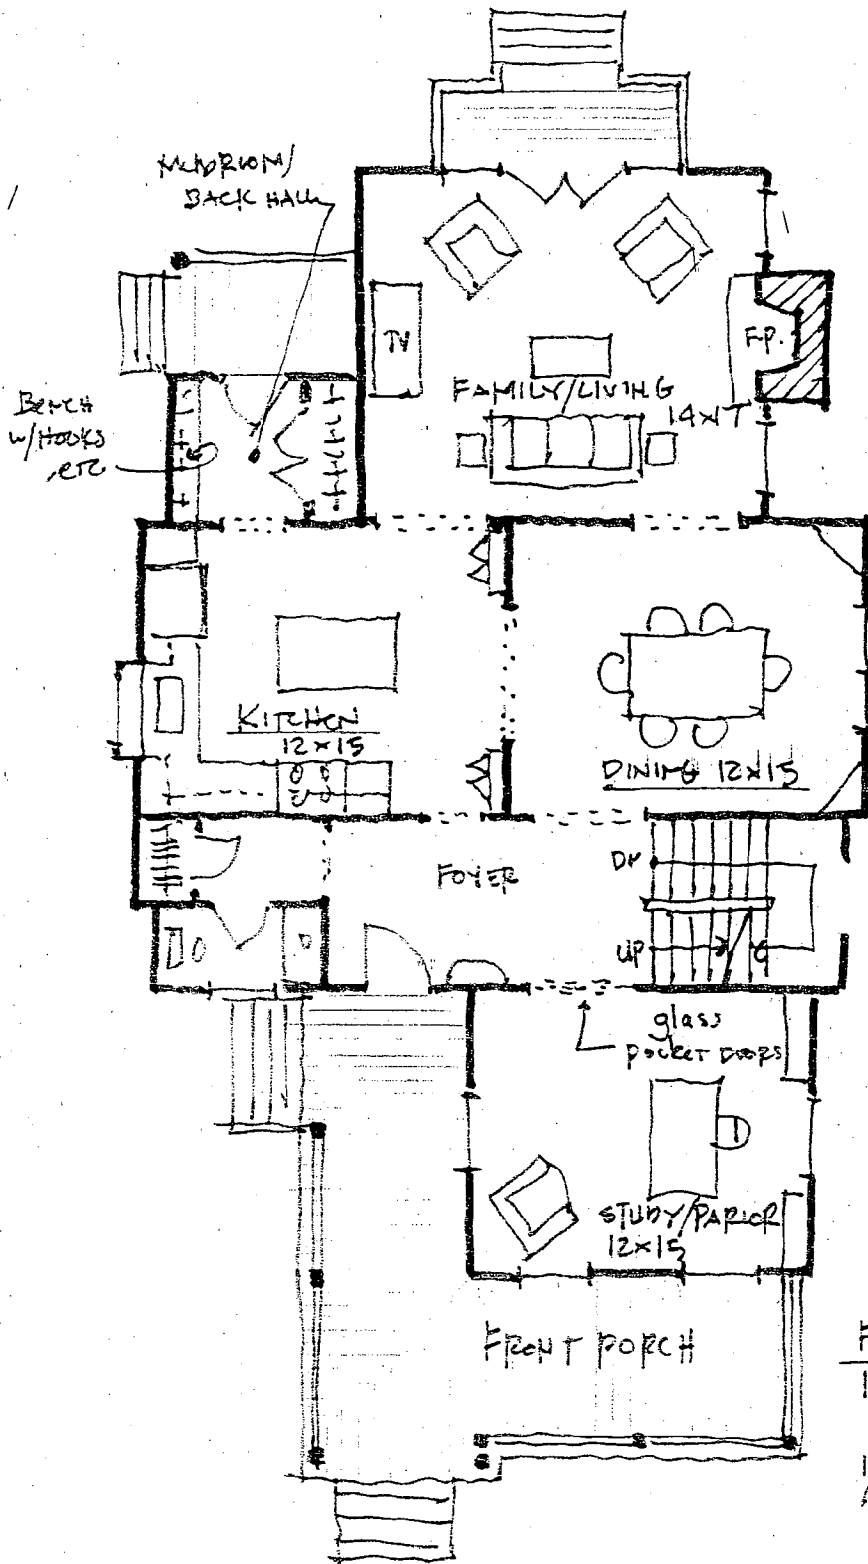 MUDROOM/
BACK HALL
BENCH
W/HOOKS
, ETC
TV
F.P.
FAMILY/LIVING
14x17
KITCHEN
12x15
DINING 12x15
FOYER
DN
UP
glass
POCKET DOORS
STUDY/PARLOR
12x15
FRONT PORCH